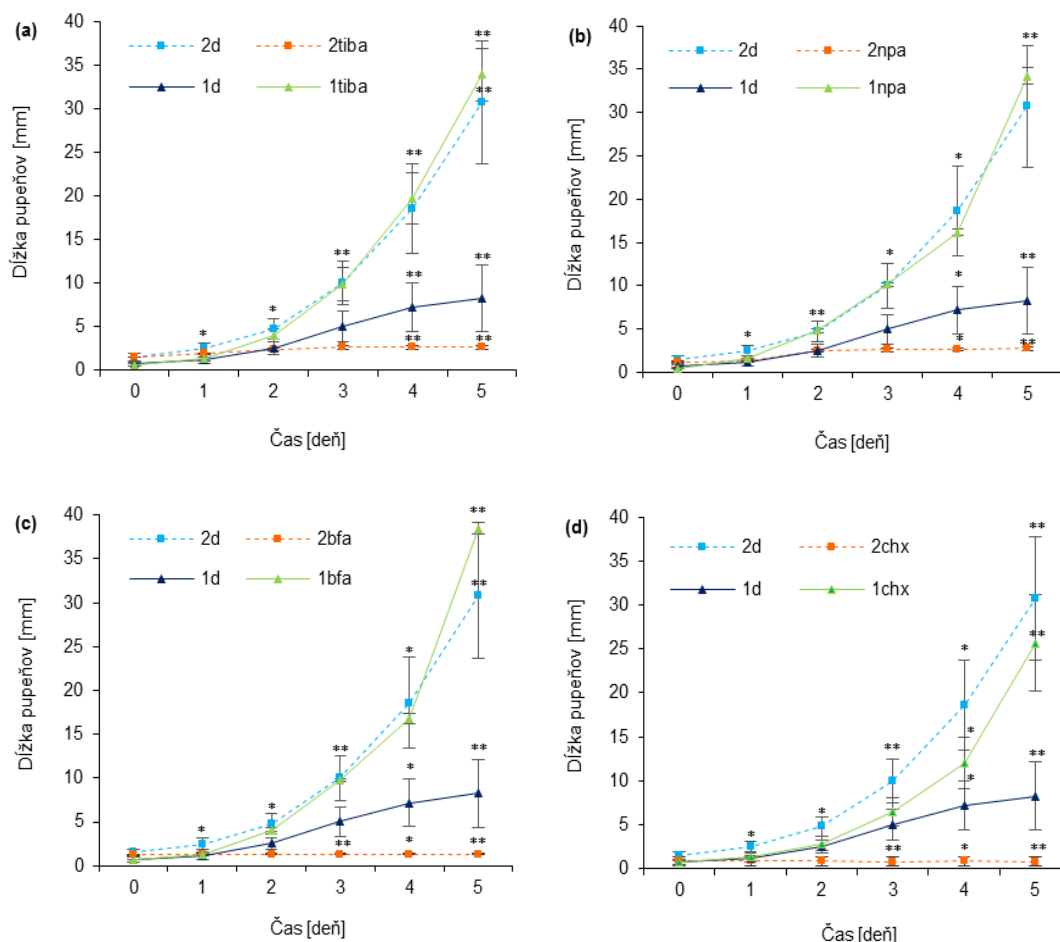 (a)
40
35
30
25
20
15
10
5
0
Dĺžka pupeňov [mm]
2d
2tiba
1d
1tiba
**
**
**
**
**
**
**
**
*
*
0 1 2 3 4 5
Čas [deň]
(b)
40
35
30
25
20
15
10
5
0
Dĺžka pupeňov [mm]
2d
2npa
1d
1npa
**
*
**
*
*
*
**
**
*
0 1 2 3 4 5
Čas [deň]
(c)
40
35
30
25
20
15
10
5
0
Dĺžka pupeňov [mm]
2d
2bfa
1d
1bfa
**
**
*
**
**
*
*
*
**
*
**
0 1 2 3 4 5
Čas [deň]
(d)
40
35
30
25
20
15
10
5
0
Dĺžka pupeňov [mm]
2d
2chx
1d
1chx
**
**
*
*
**
**
*
*
*
**
*
**
0 1 2 3 4 5
Čas [deň]